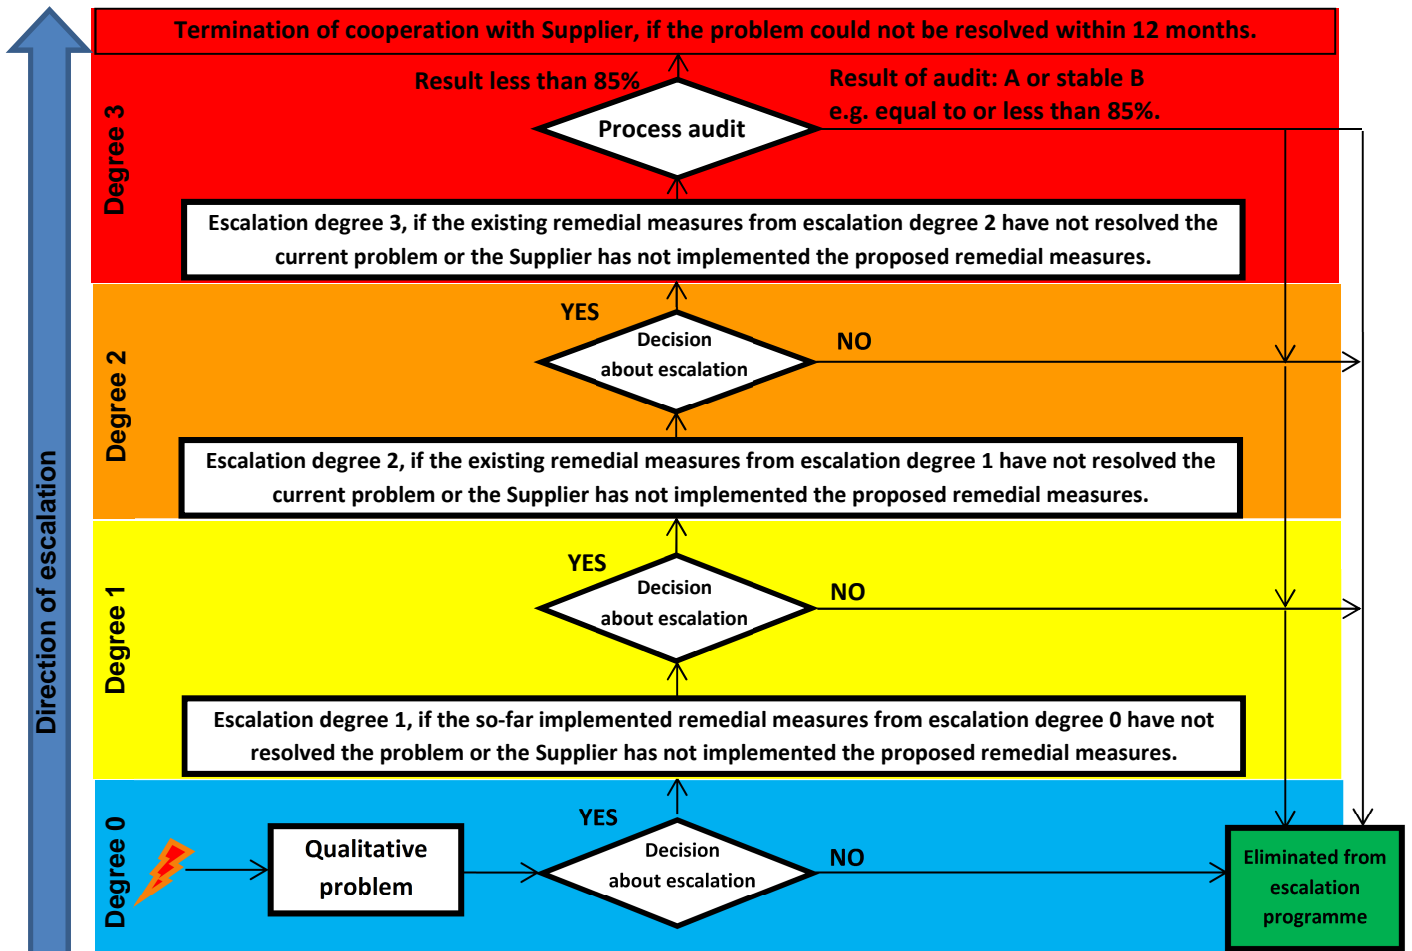 Termination of cooperation with Supplier, if the problem could not be resolved within 12 months.
Result less than 85%
Result of audit: A or stable B
e.g. equal to or less than 85%.
Process audit
Degree 3
Escalation degree 3, if the existing remedial measures from escalation degree 2 have not resolved the
current problem or the Supplier has not implemented the proposed remedial measures.
YES
Decision
about escalation
NO
Degree 2
Escalation degree 2, if the existing remedial measures from escalation degree 1 have not resolved the
current problem or the Supplier has not implemented the proposed remedial measures.
Direction of escalation
YES
Decision
about escalation
NO
Degree 1
Escalation degree 1, if the so-far implemented remedial measures from escalation degree 0 have not
resolved the problem or the Supplier has not implemented the proposed remedial measures.
YES
Degree 0
Qualitative
problem
Decision
about escalation
NO
Eliminated from
escalation
programme